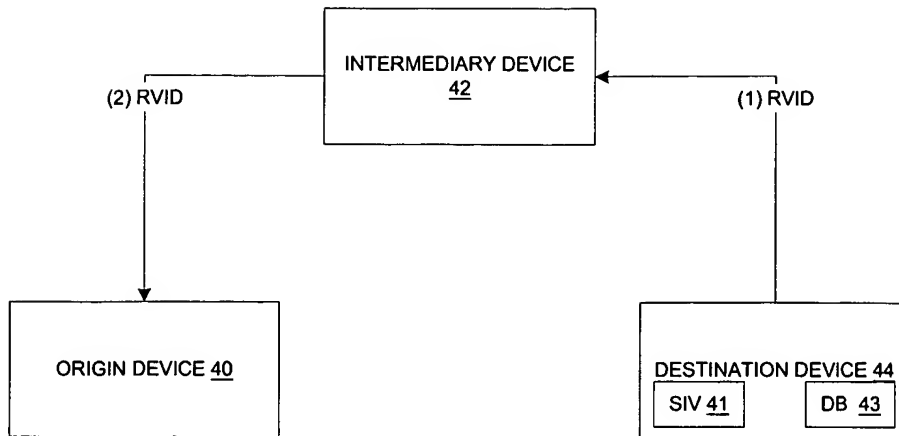 INTERMEDIARY DEVICE
42
(2) RVID
(1) RVID
ORIGIN DEVICE 40
DESTINATION DEVICE 44
SIV 41
DB 43